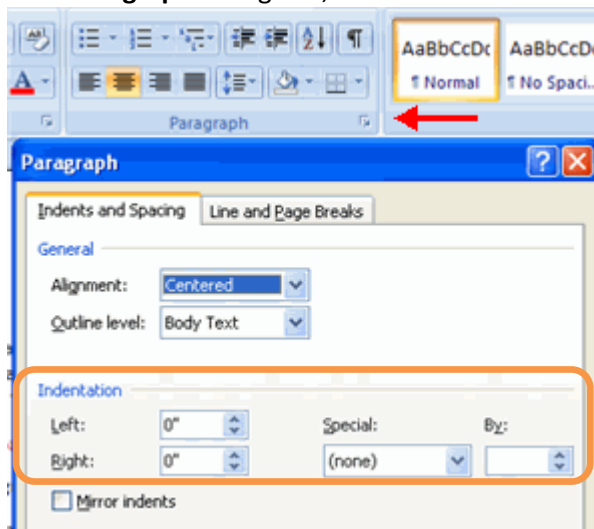 AaBbCcDc AaBbCcD
¶ Normal ¶ No Spaci...
Paragraph
Paragraph
Indents and Spacing Line and Page Breaks
General
Alignment: Centered
Outline level: Body Text
Indentation
Left: 0" Special: By:
Right: 0" (none)
Mirror indents